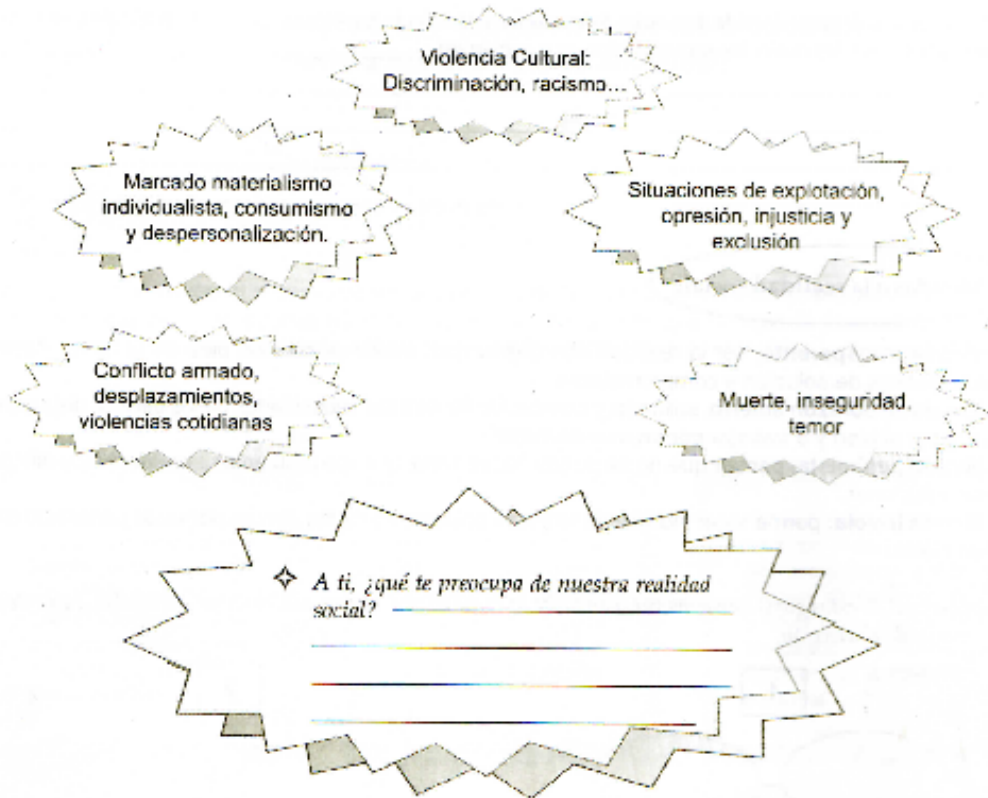 Violencia Cultural:
Discriminación, racismo...
Marcado materialismo
individualista, consumismo
y despersonalización.
Situaciones de explotación,
opresión, injusticia y
exclusión
Conflicto armado,
desplazamientos,
violencias cotidianas
Muerte, inseguridad
temor
A ti, ¿qué te preocupa de nuestra realidad
social?